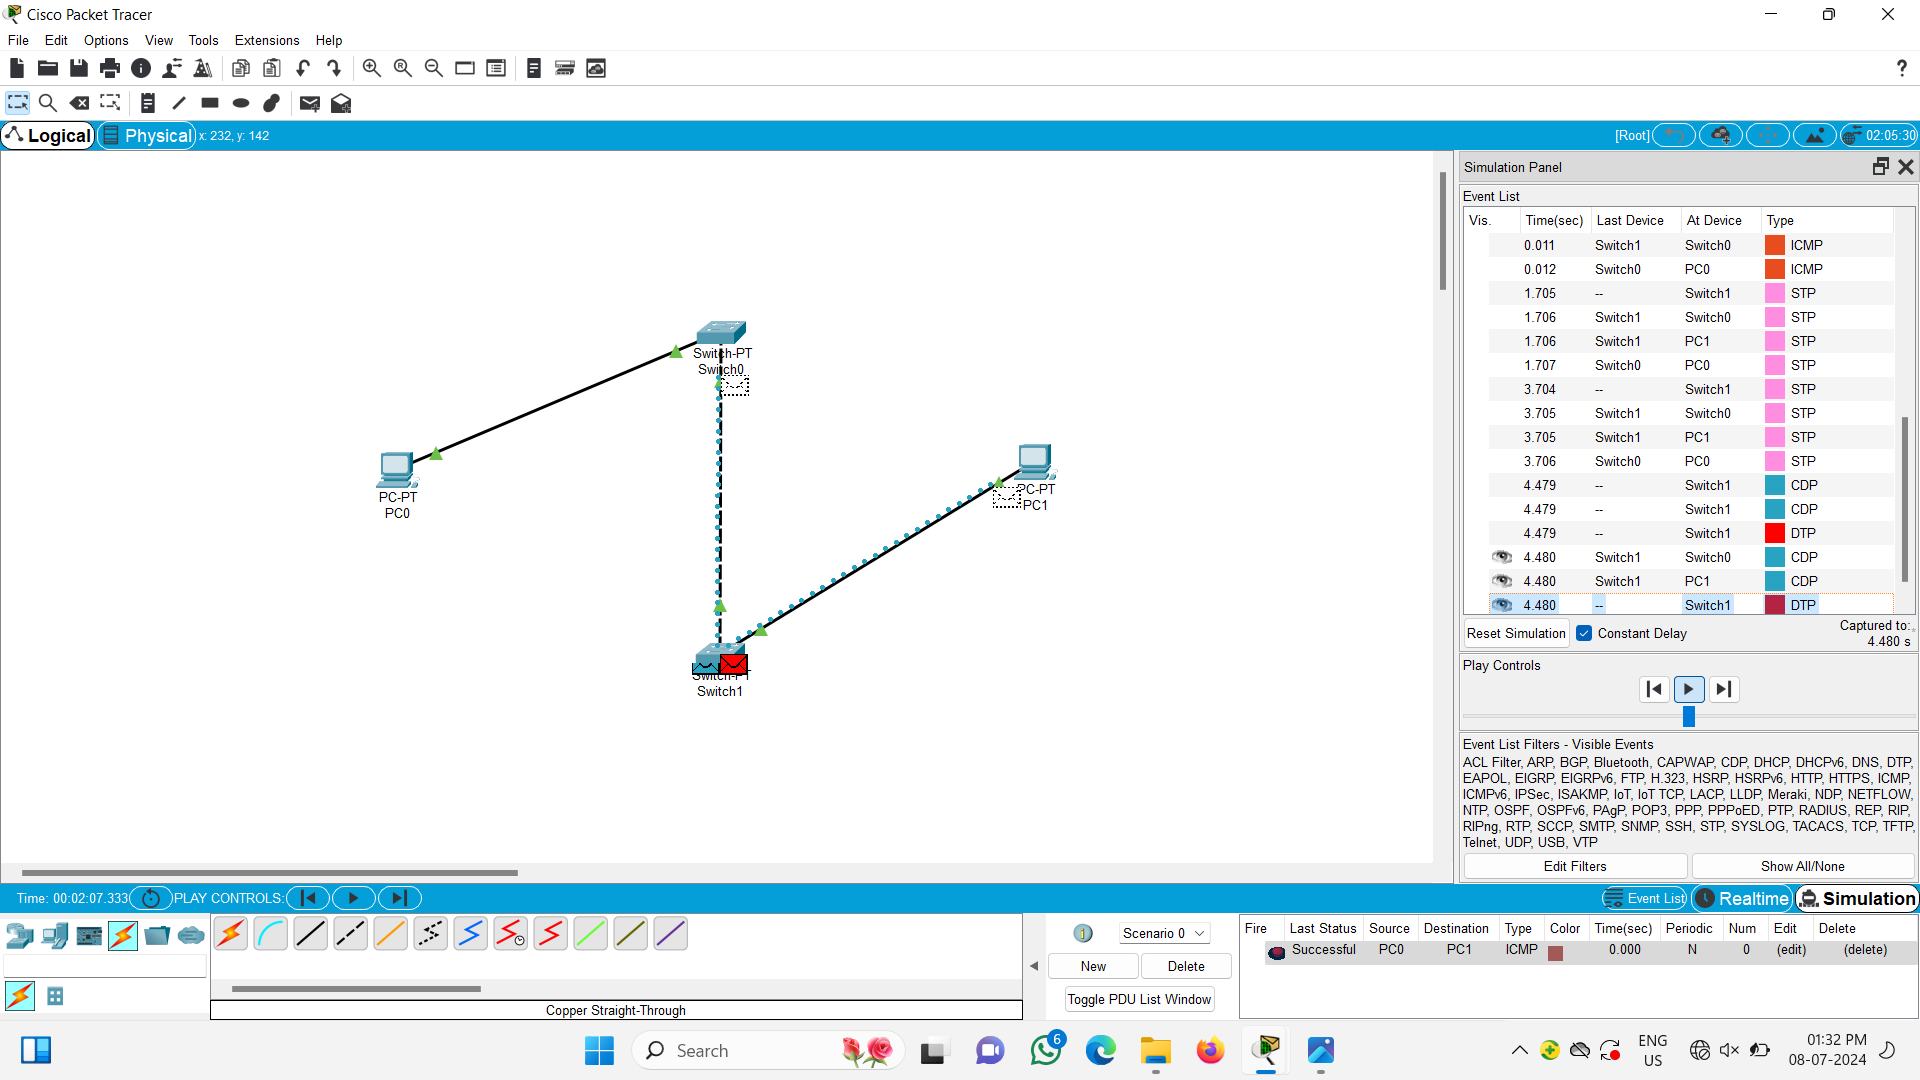 Cisco Packet Tracer
File Edit Options View Tools Extensions Help
Logical Physical x: 232, y: 142 [Root] 02:05:30
Simulation Panel
Event List
Vis. Time(sec) Last Device At Device Type
0.011 Switch1 Switch0 ICMP
0.012 Switch0 PC0 ICMP
1.705 -- Switch1 STP
1.706 Switch1 Switch0 STP
1.706 Switch1 PC1 STP
1.707 Switch0 PC0 STP
3.704 -- Switch1 STP
3.705 Switch1 Switch0 STP
3.705 Switch1 PC1 STP
3.706 Switch0 PC0 STP
4.479 -- Switch1 CDP
4.479 -- Switch1 CDP
4.479 -- Switch1 DTP
4.480 Switch1 Switch0 CDP
4.480 Switch1 PC1 CDP
4.480 -- Switch1 DTP
Reset Simulation Constant Delay Captured to:
4.480 s
Play Controls
Event List Filters - Visible Events
ACL Filter, ARP, BGP, Bluetooth, CAPWAP, CDP, DHCP, DHCPv6, DNS, DTP,
EAPOL, EIGRP, EIGRPv6, FTP, H.323, HSRP, HSRPv6, HTTP, HTTPS, ICMP,
ICMPv6, IPSec, ISAKMP, IoT, IoT TCP, LACP, LLDP, Meraki, NDP, NETFLOW,
NTP, OSPF, OSPFv6, PAgP, POP3, PPP, PPPoED, PTP, RADIUS, REP, RIP,
RIPng, RTP, SCCP, SMTP, SNMP, SSH, STP, SYSLOG, TACACS, TCP, TFTP,
Telnet, UDP, USB, VTP
Edit Filters Show All/None
Switch-PT
Switch0
PC-PT
PC0
PC-PT
PC1
Switch-PT
Switch1
Time: 00:02:07.333 PLAY CONTROLS: Event List Realtime Simulation
Scenario 0
New Delete
Toggle PDU List Window
Fire Last Status Source Destination Type Color Time(sec) Periodic Num Edit Delete
Successful PC0 PC1 ICMP 0.000 N 0 (edit) (delete)
Copper Straight-Through
Search
6
ENG
US
01:32 PM
08-07-2024